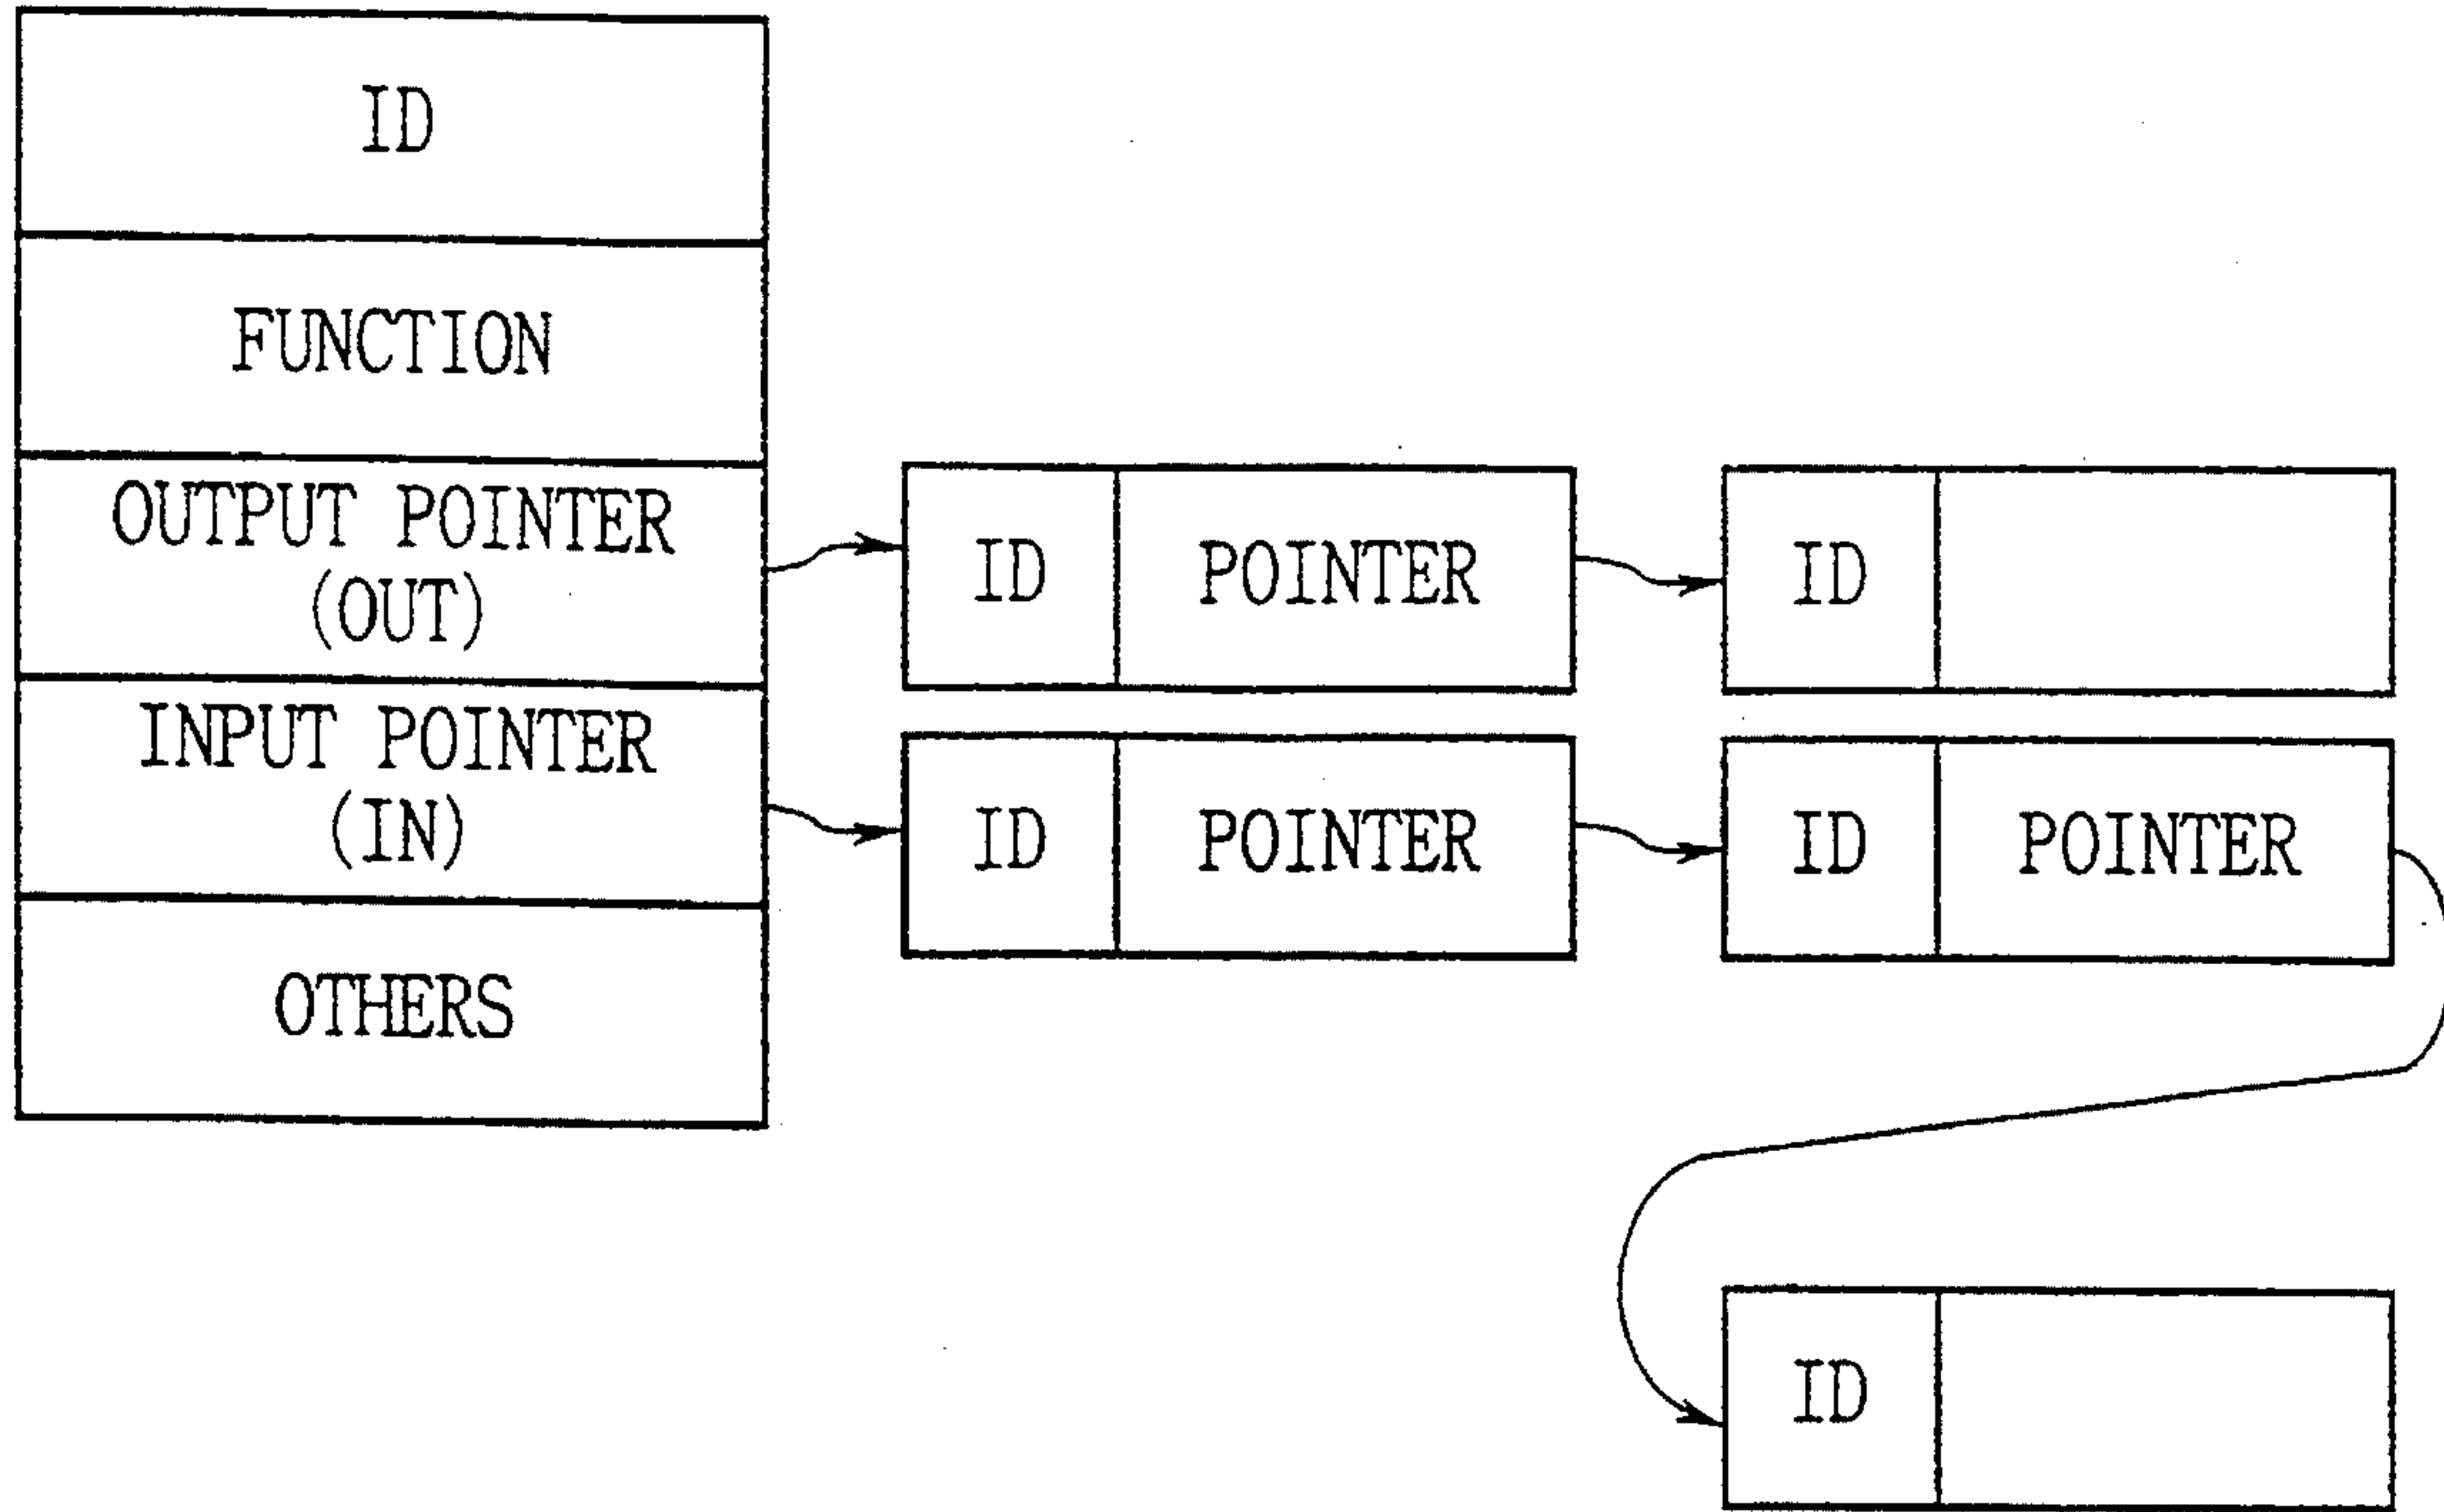 ID
FUNCTION
OUTPUT POINTER
(OUT)
INPUT POINTER
(IN)
OTHERS
ID POINTER
ID
ID POINTER
ID POINTER
ID